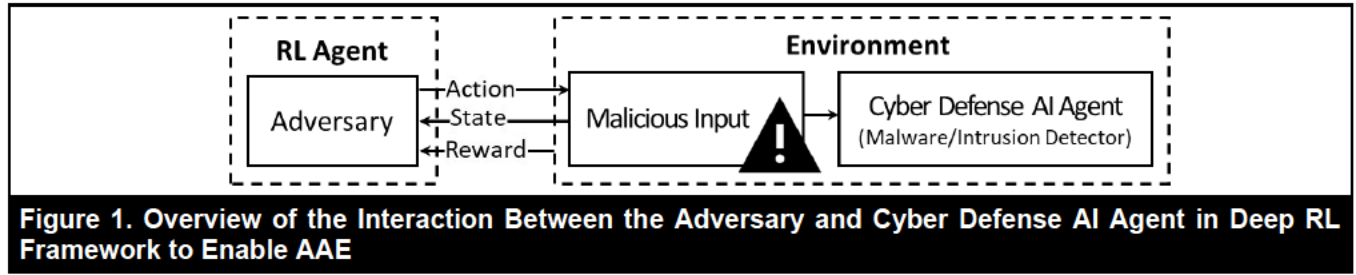 RL Agent
Adversary
Action
State
Reward
Environment
Malicious Input
!
Cyber Defense AI Agent
(Malware/Intrusion Detector)
Figure 1. Overview of the Interaction Between the Adversary and Cyber Defense AI Agent in Deep RL
Framework to Enable AAE